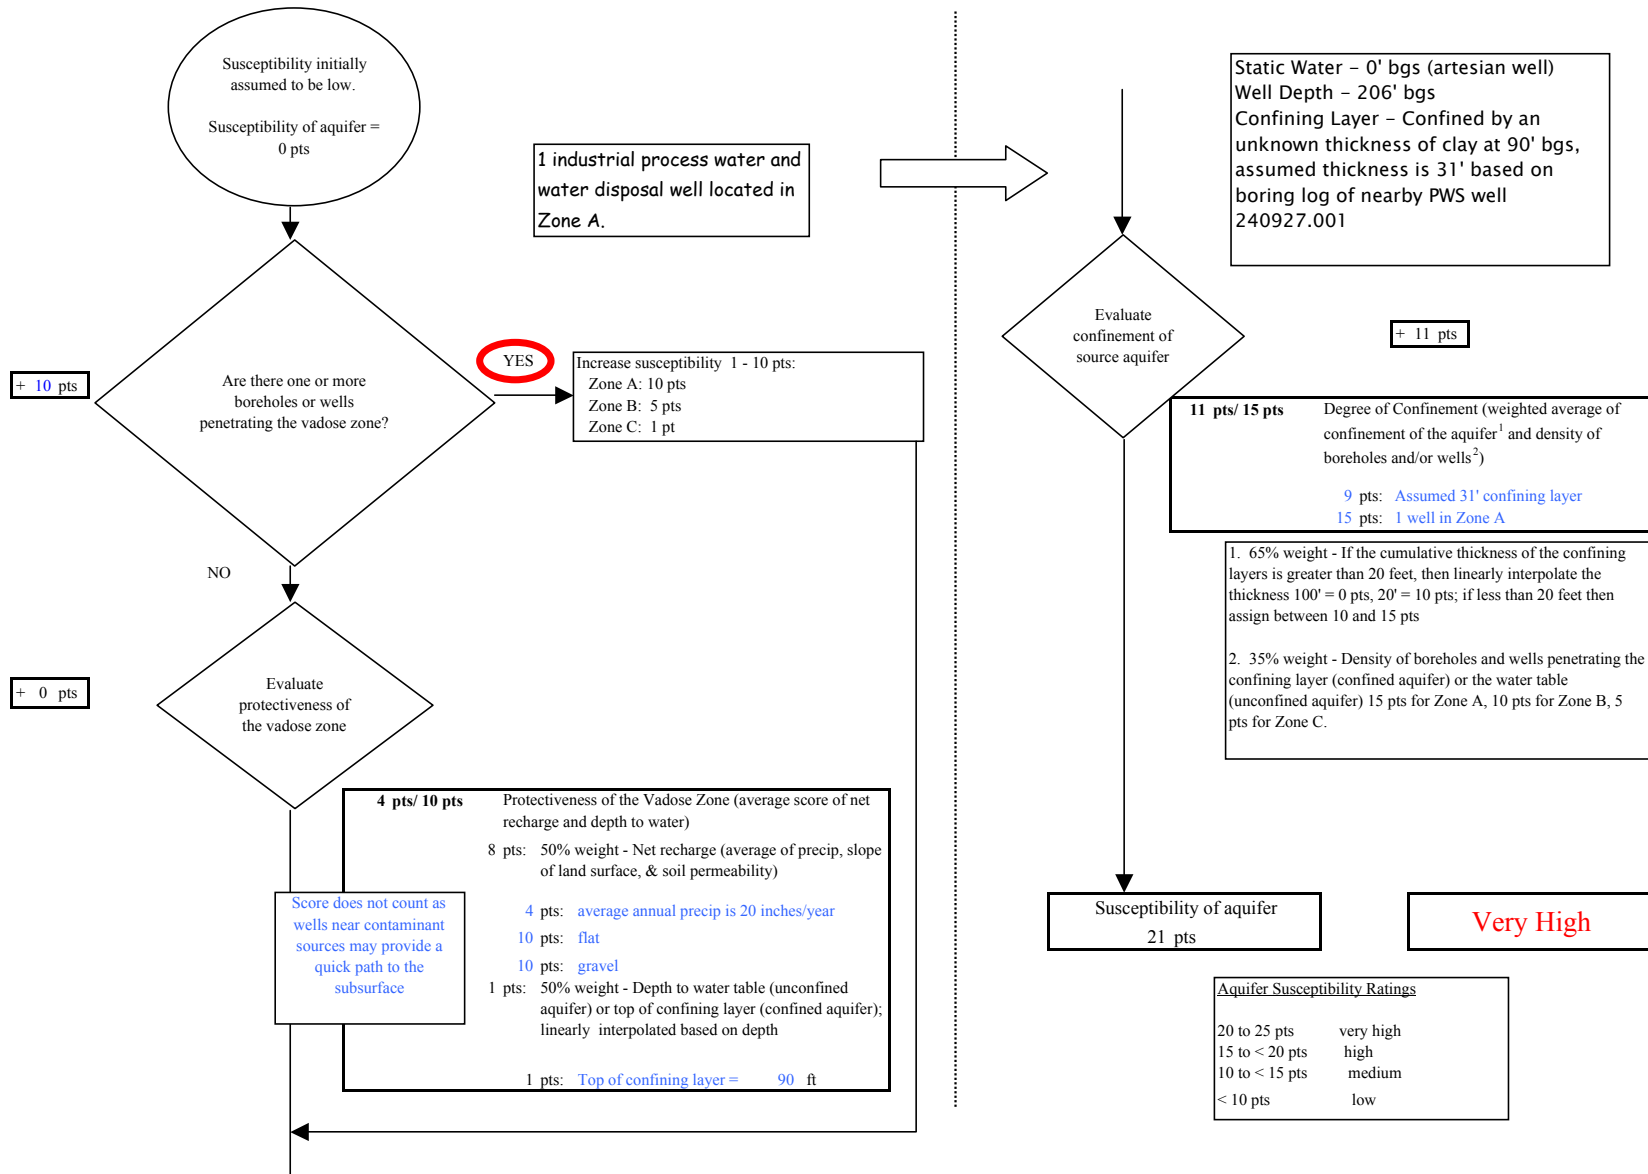 Susceptibility initially
assumed to be low.
Susceptibility of aquifer =
0 pts
1 industrial process water and
water disposal well located in
Zone A.
+ 10 pts
Are there one or more
boreholes or wells
penetrating the vadose zone?
YES
Increase susceptibility 1 - 10 pts:
Zone A: 10 pts
Zone B: 5 pts
Zone C: 1 pt
NO
+ 0 pts
Evaluate
protectiveness of
the vadose zone
4 pts/ 10 pts Protectiveness of the Vadose Zone (average score of net
recharge and depth to water)
8 pts: 50% weight - Net recharge (average of precip, slope
of land surface, & soil permeability)
Score does not count as
wells near contaminant
sources may provide a
quick path to the
subsurface
4 pts: average annual precip is 20 inches/year
10 pts: flat
10 pts: gravel
1 pts: 50% weight - Depth to water table (unconfined
aquifer) or top of confining layer (confined aquifer);
linearly interpolated based on depth
1 pts: Top of confining layer = 90 ft
Static Water – 0' bgs (artesian well)
Well Depth – 206' bgs
Confining Layer – Confined by an
unknown thickness of clay at 90' bgs,
assumed thickness is 31' based on
boring log of nearby PWS well
240927.001
Evaluate
confinement of
source aquifer
+ 11 pts
11 pts/ 15 pts Degree of Confinement (weighted average of
confinement of the aquifer1 and density of
boreholes and/or wells2)
9 pts: Assumed 31' confining layer
15 pts: 1 well in Zone A
1. 65% weight - If the cumulative thickness of the confining
layers is greater than 20 feet, then linearly interpolate the
thickness 100' = 0 pts, 20' = 10 pts; if less than 20 feet then
assign between 10 and 15 pts
2. 35% weight - Density of boreholes and wells penetrating the
confining layer (confined aquifer) or the water table
(unconfined aquifer) 15 pts for Zone A, 10 pts for Zone B, 5
pts for Zone C.
Susceptibility of aquifer
21 pts
Very High
Aquifer Susceptibility Ratings
20 to 25 pts very high
15 to < 20 pts high
10 to < 15 pts medium
< 10 pts low